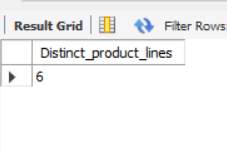 Result Grid Filter Rows:
Distinct_product_lines
6